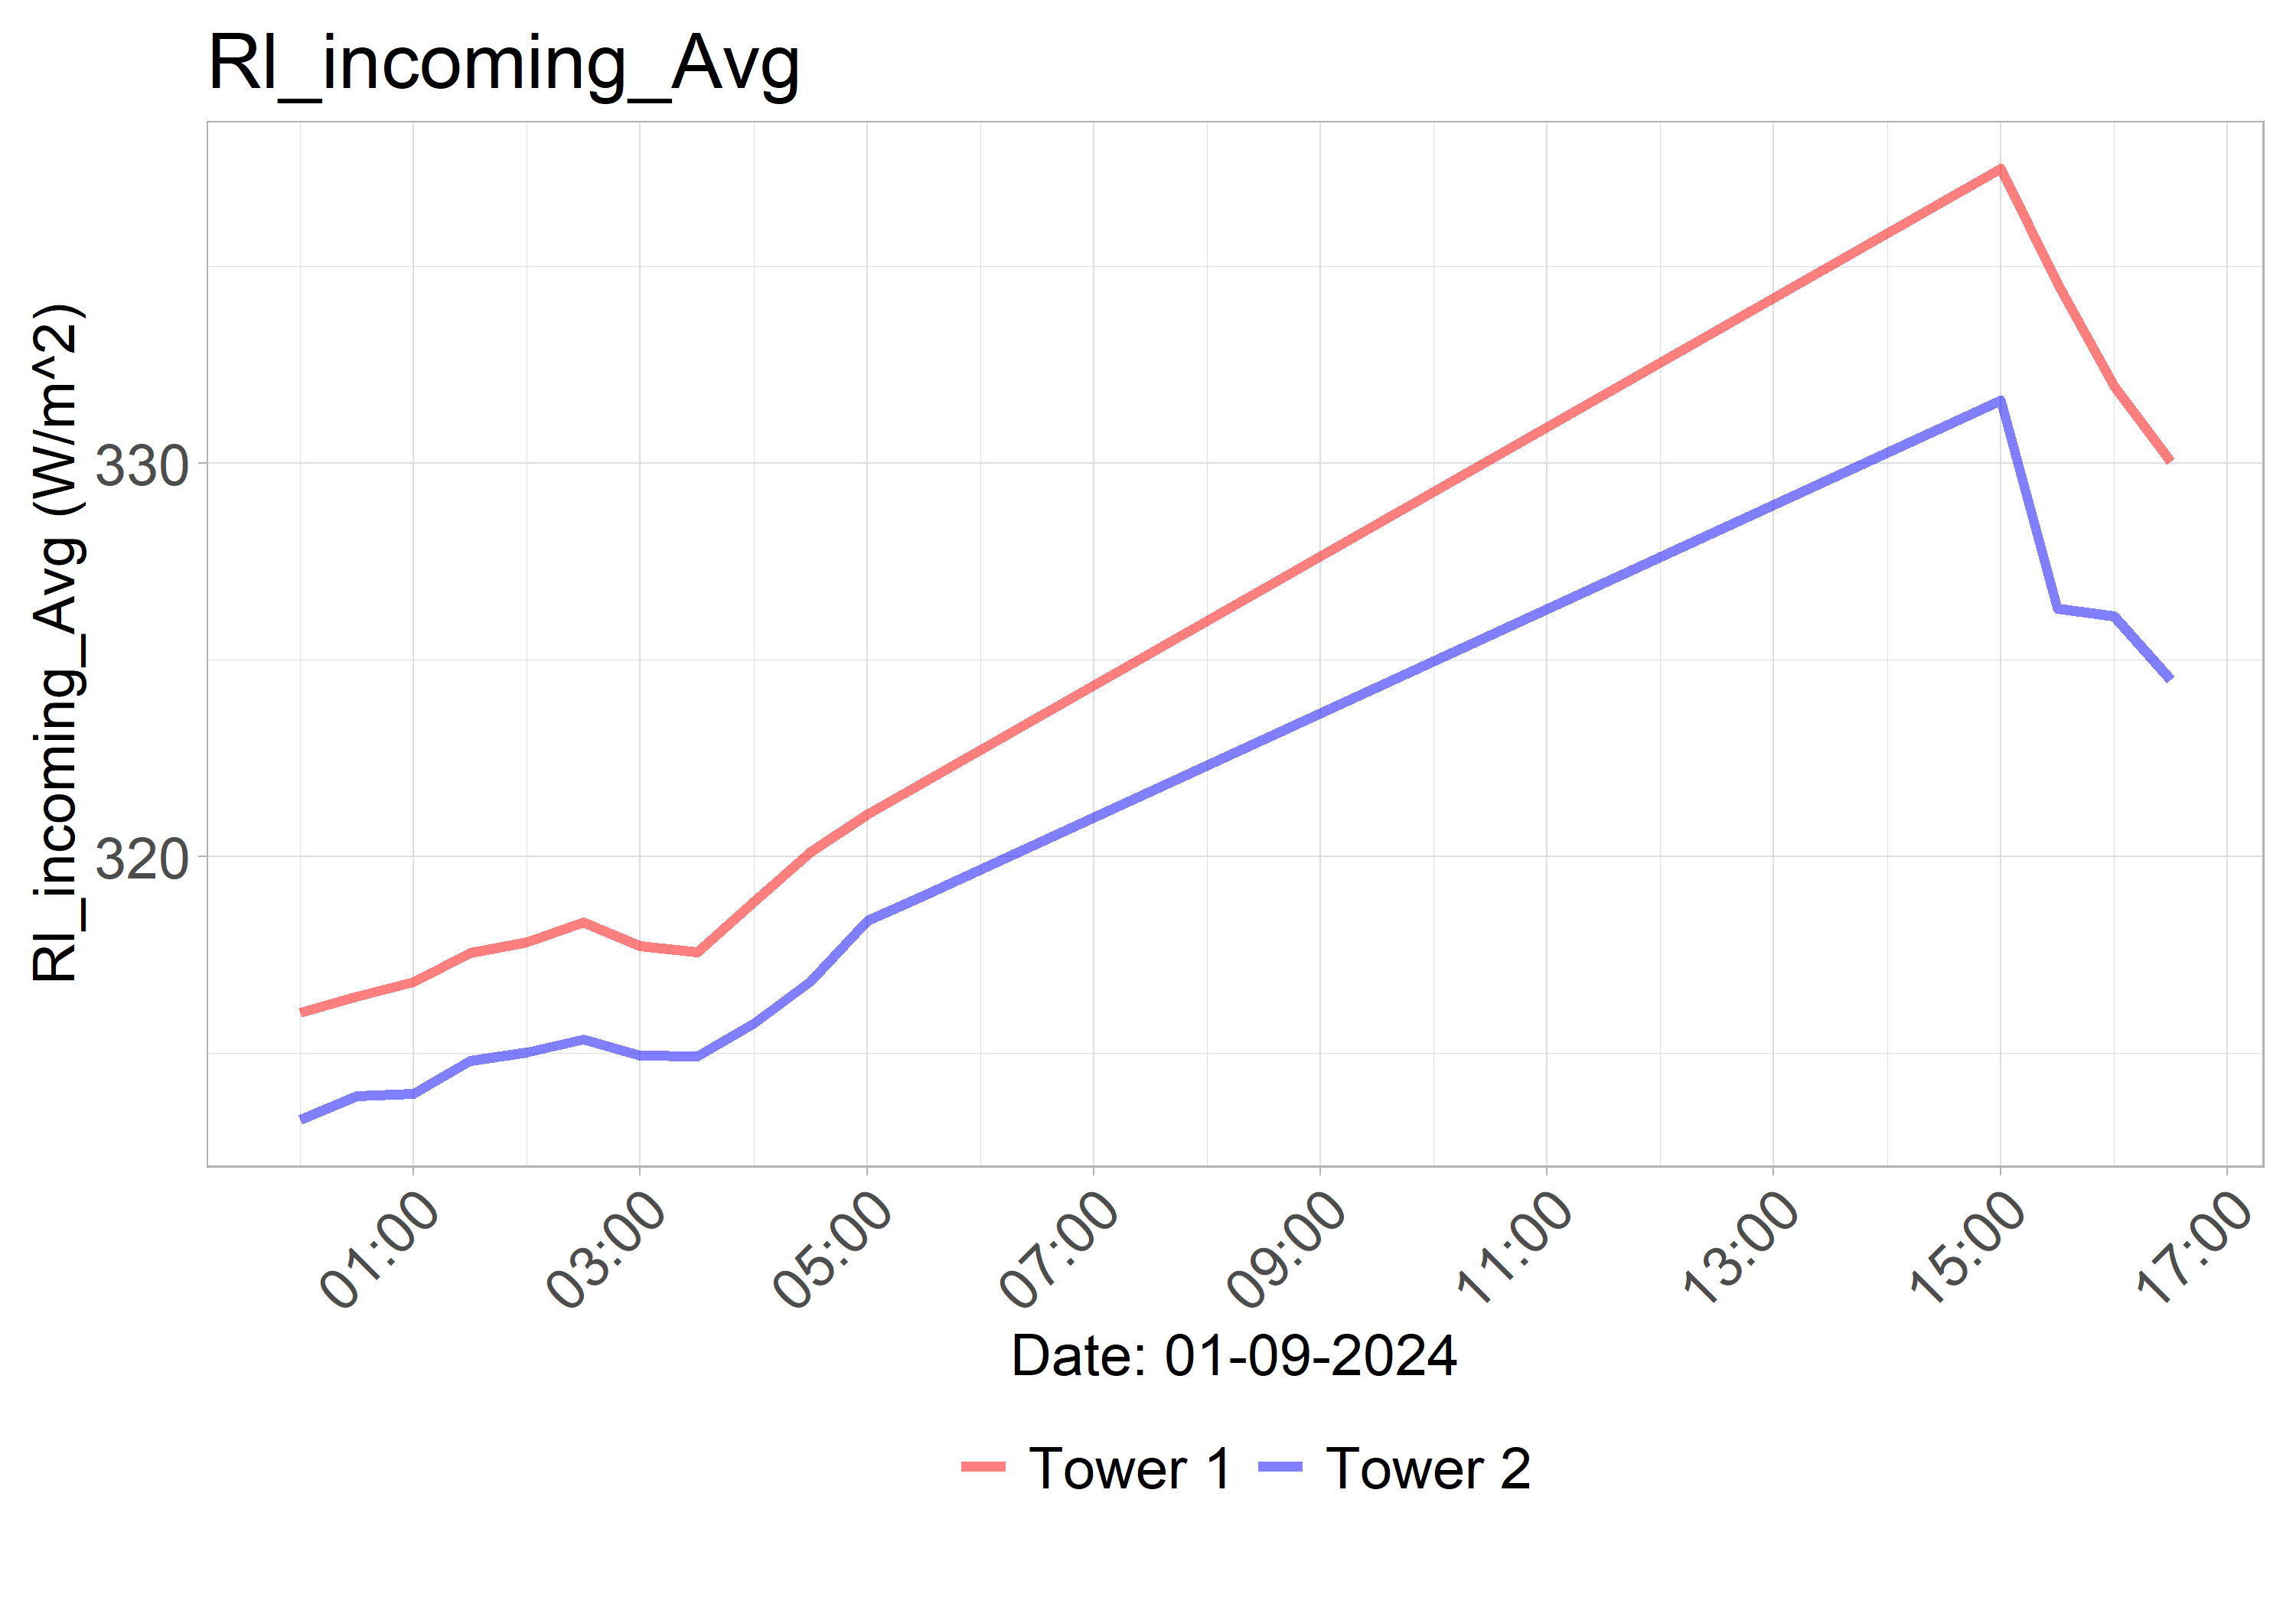 Rl_incoming_Avg
Rl_incoming_Avg (W/m^2)
330
320
01:00 03:00 05:00 07:00 09:00 11:00 13:00 15:00 17:00
Date: 01-09-2024
Tower 1 Tower 2